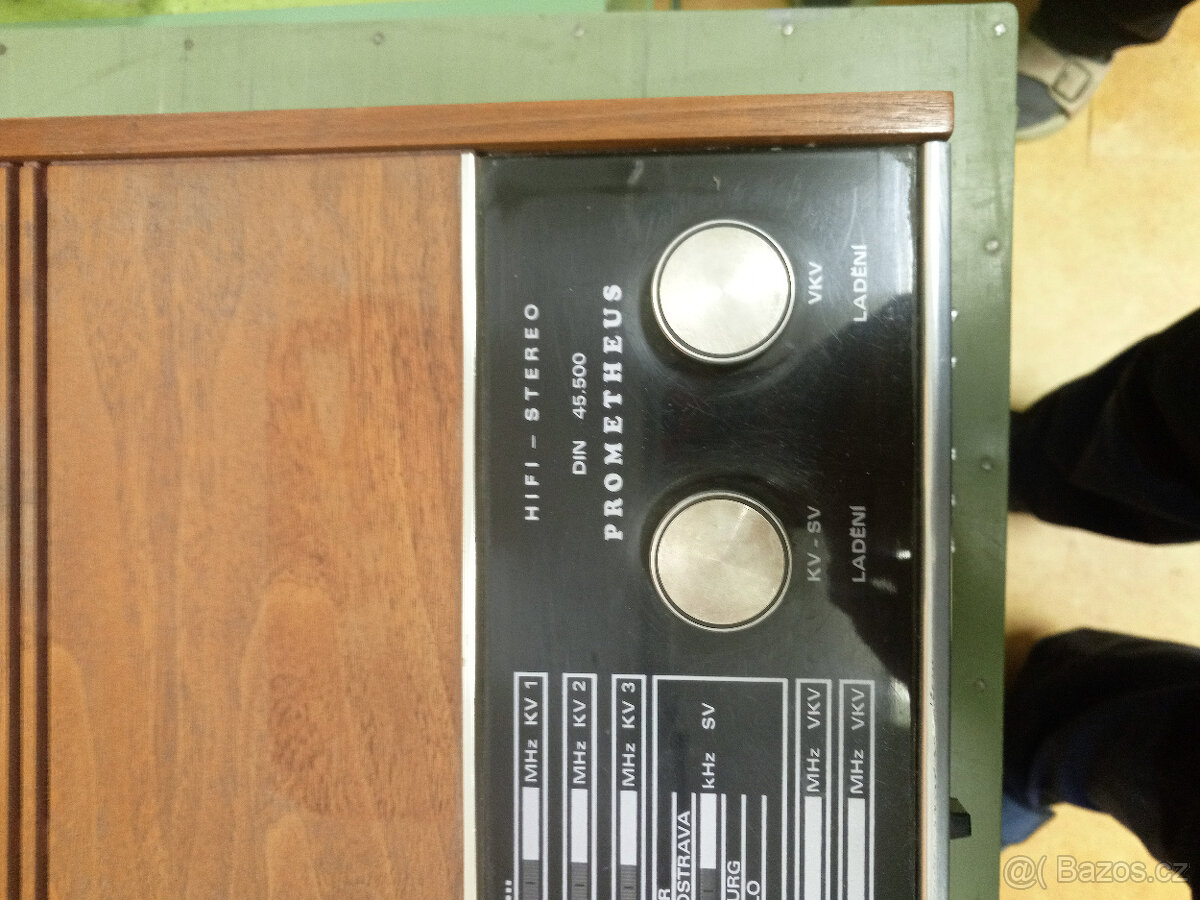 HIFI - STEREO
DIN 45.500
PROMETHEUS
VKV
LADĚNÍ
KV - SV
LADĚNÍ
MHz KV 1
MHz KV 2
MHz KV 3
kHz SV
OSTRAVA
MHz VKV
MHz VKV
@( Bazos.cz